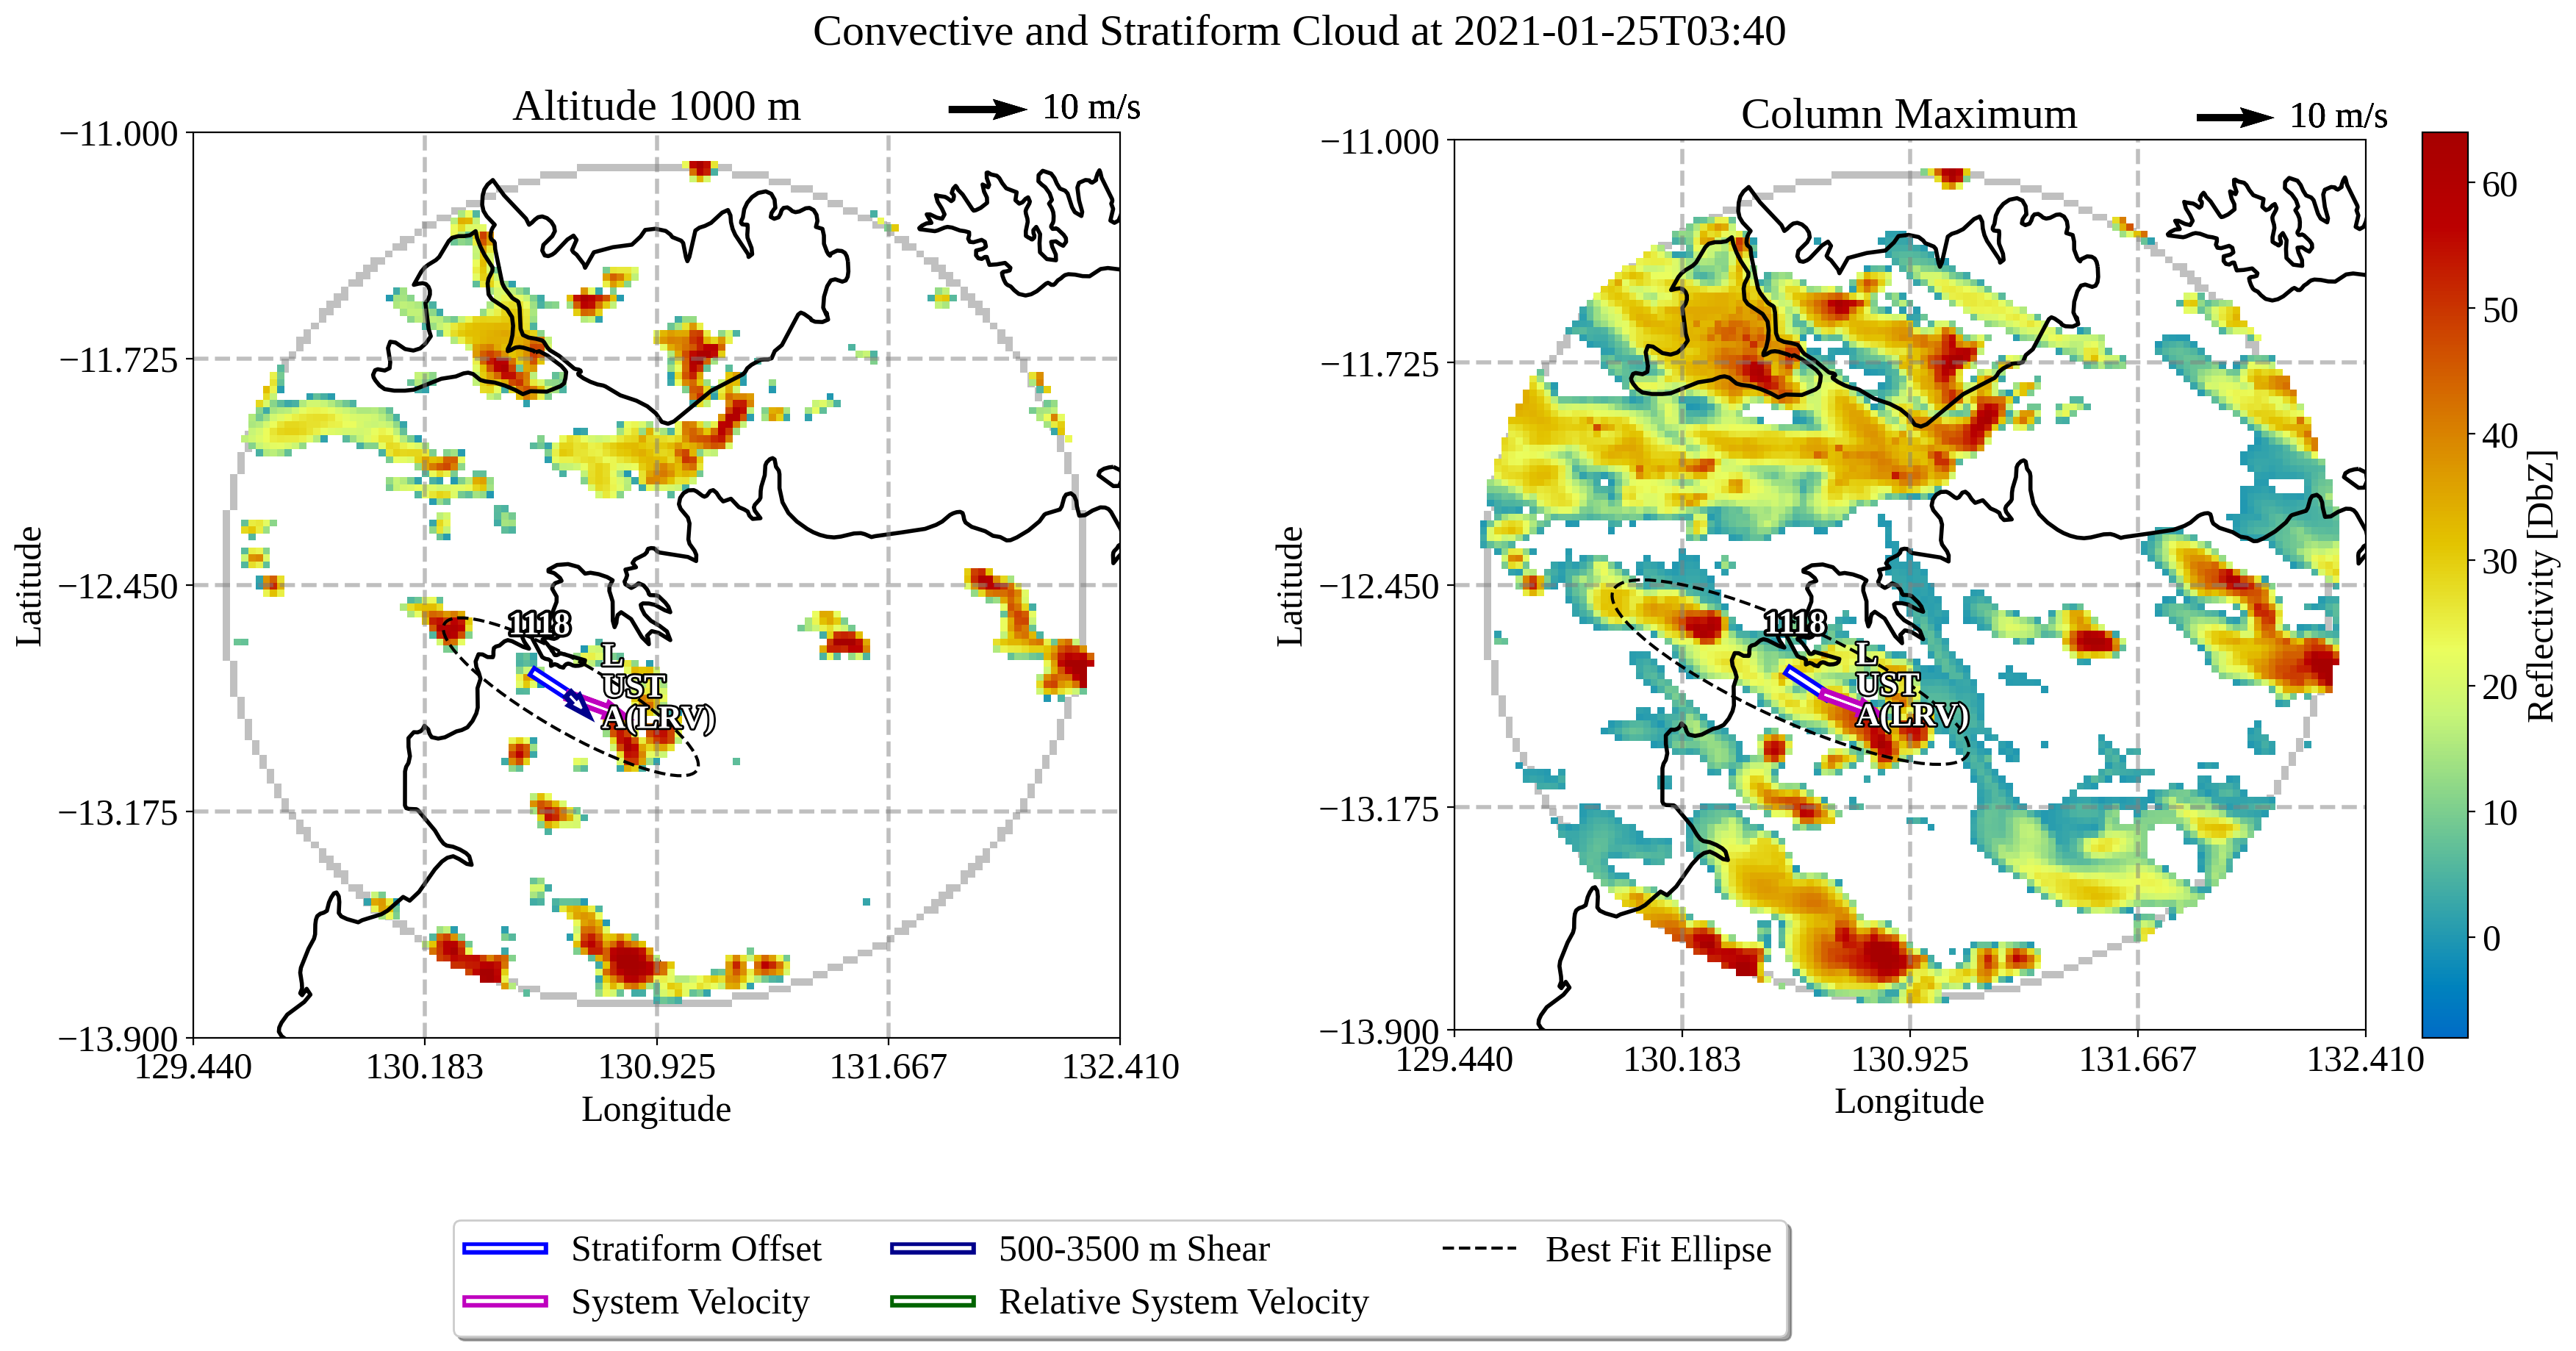 Convective and Stratiform Cloud at 2021-01-25T03:40
Altitude 1000 m
10 m/s
−11.000
−11.725
−12.450
−13.175
−13.900
Latitude
129.440
130.183
130.925
131.667
132.410
Longitude
1118
L
UST
A(LRV)
Column Maximum
10 m/s
−11.000
−11.725
−12.450
−13.175
−13.900
Latitude
129.440
130.183
130.925
131.667
132.410
Longitude
1118
L
UST
A(LRV)
60
50
40
30
20
10
0
Reflectivity [DbZ]
Stratiform Offset
System Velocity
500-3500 m Shear
Relative System Velocity
Best Fit Ellipse